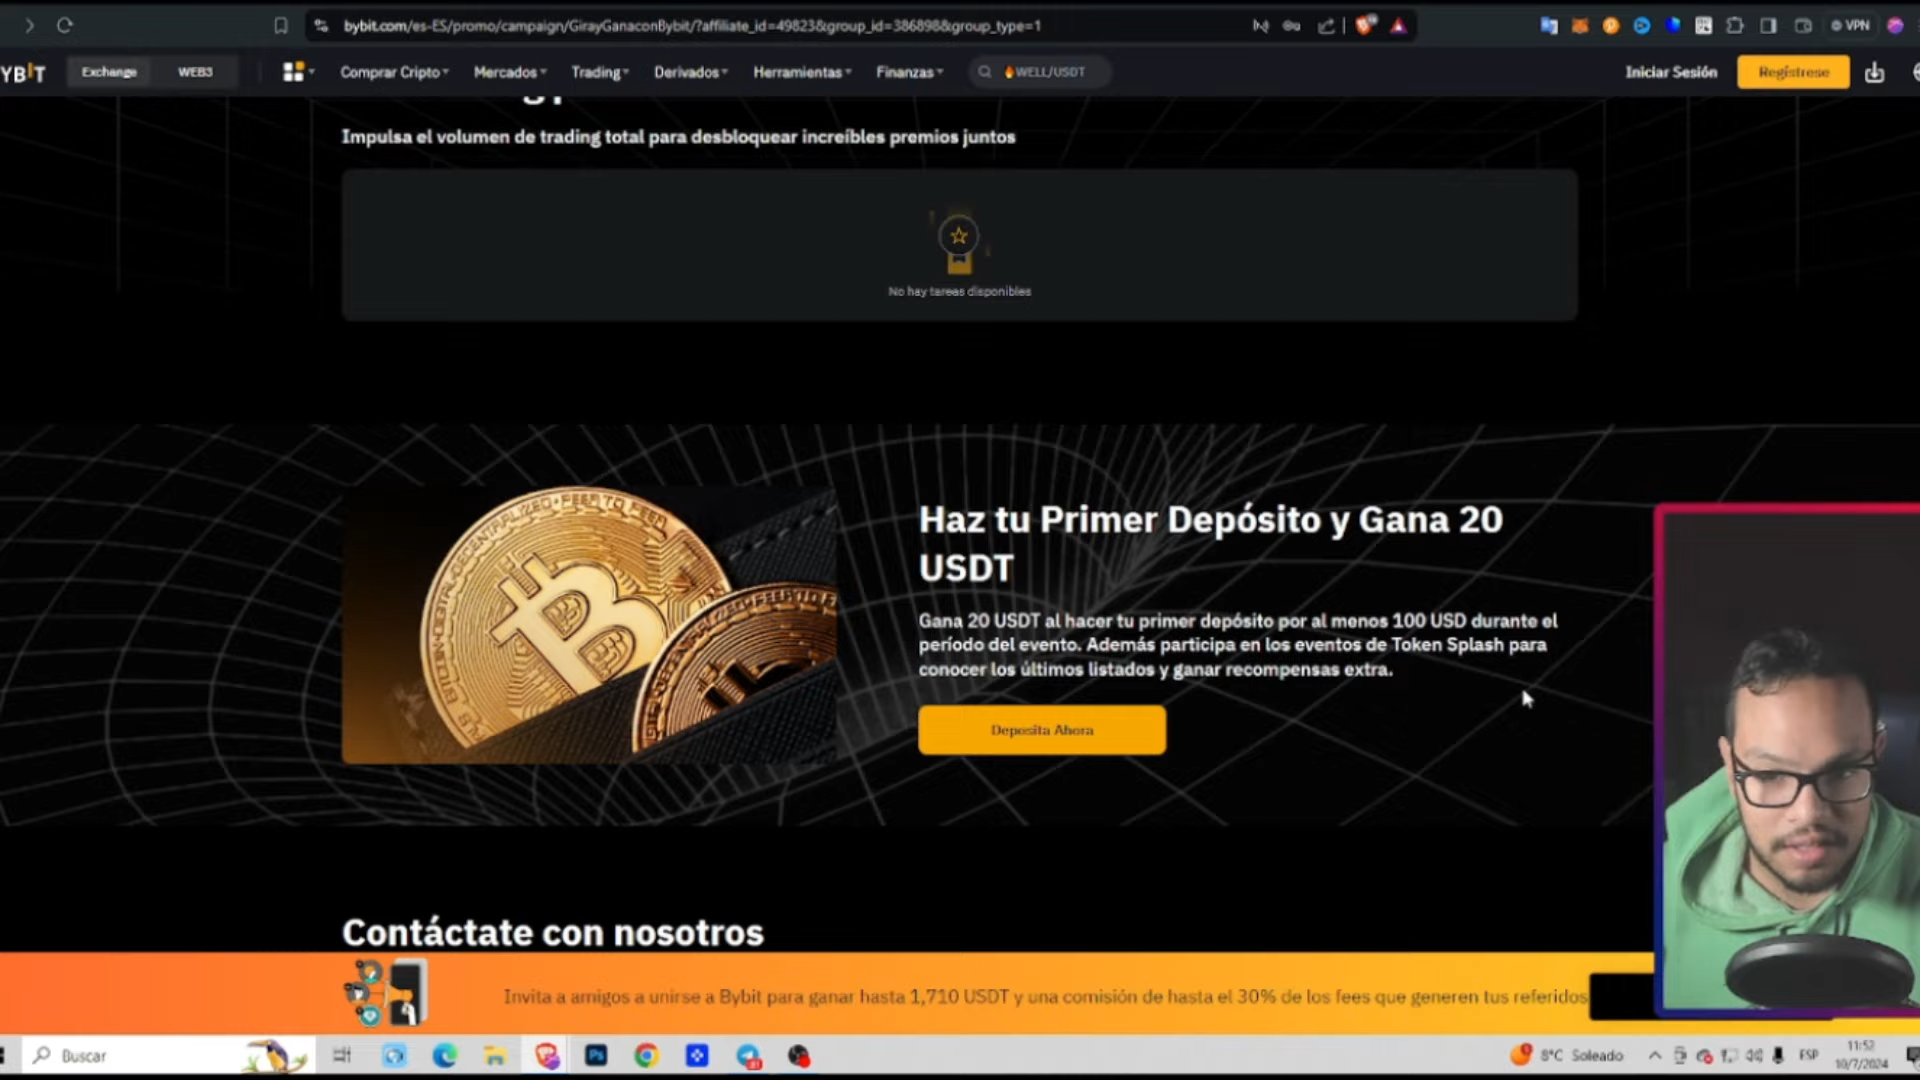 bybit.com/es-ES/promo/campaign/GirayGanaconBybit/?affiliate_id=49823&group_id=386898&group_type=1
VPN
YBIT Exchange WEB3 Comprar Cripto Mercados Trading Derivados Herramientas Finanzas WELL/USDT Iniciar Sesión Regístrese
Impulsa el volumen de trading total para desbloquear increíbles premios juntos
No hay tareas disponibles
Haz tu Primer Depósito y Gana 20
USDT
Gana 20 USDT al hacer tu primer depósito por al menos 100 USD durante el
período del evento. Además participa en los eventos de Token Splash para
conocer los últimos listados y ganar recompensas extra.
Deposita Ahora
Contáctate con nosotros
Invita a amigos a unirse a Bybit para ganar hasta 1,710 USDT y una comisión de hasta el 30% de los fees que generen tus referidos
Buscar
8°C Soleado
ESP
11:52
10/7/2024